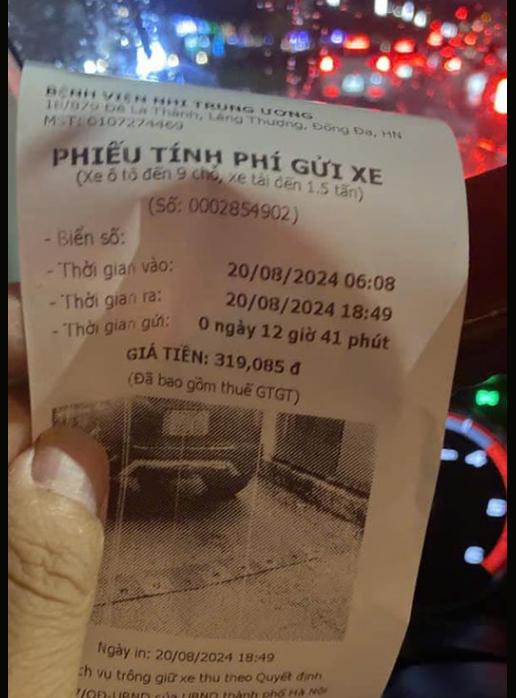 BỆNH VIỆN NHI TRUNG ƯƠNG
18/879 Đê La Thành, Láng Thượng, Đống Đa, HN
MST: 0107274469
PHIẾU TÍNH PHÍ GỬI XE
(Xe ô tô đến 9 chỗ, xe tải đến 1.5 tấn)
(Số: 0002854902)
- Biển số:
- Thời gian vào: 20/08/2024 06:08
- Thời gian ra: 20/08/2024 18:49
- Thời gian gửi: 0 ngày 12 giờ 41 phút
GIÁ TIỀN: 319,085 đ
(Đã bao gồm thuế GTGT)
Ngày in: 20/08/2024 18:49
ch vụ trông giữ xe thu theo Quyết định
/QĐ-UBND của UBND thành phố Hà Nội
4